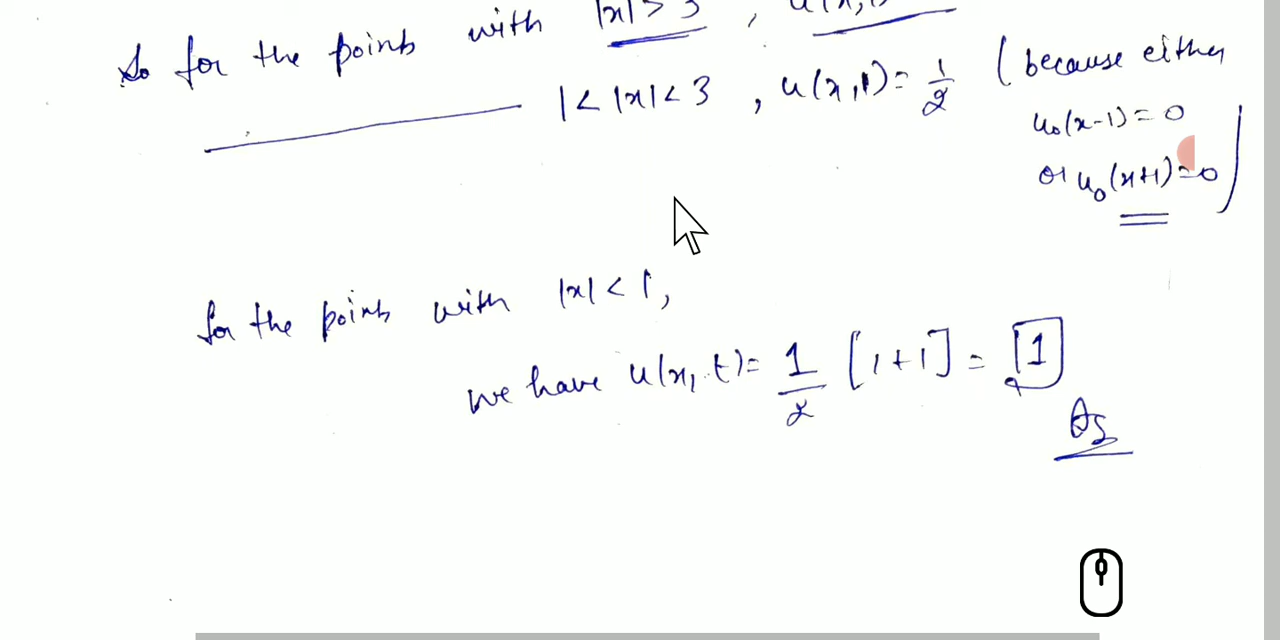 So for the points with |x| > 3 , u(x,
1 < |x| < 3 , u(x,1) = 1/2 ( because either
u₀(x-1) = 0
or u₀(x+1) = 0 )
for the points with |x| < 1,
we have u(x, t) = 1/2 [1+1] = 1